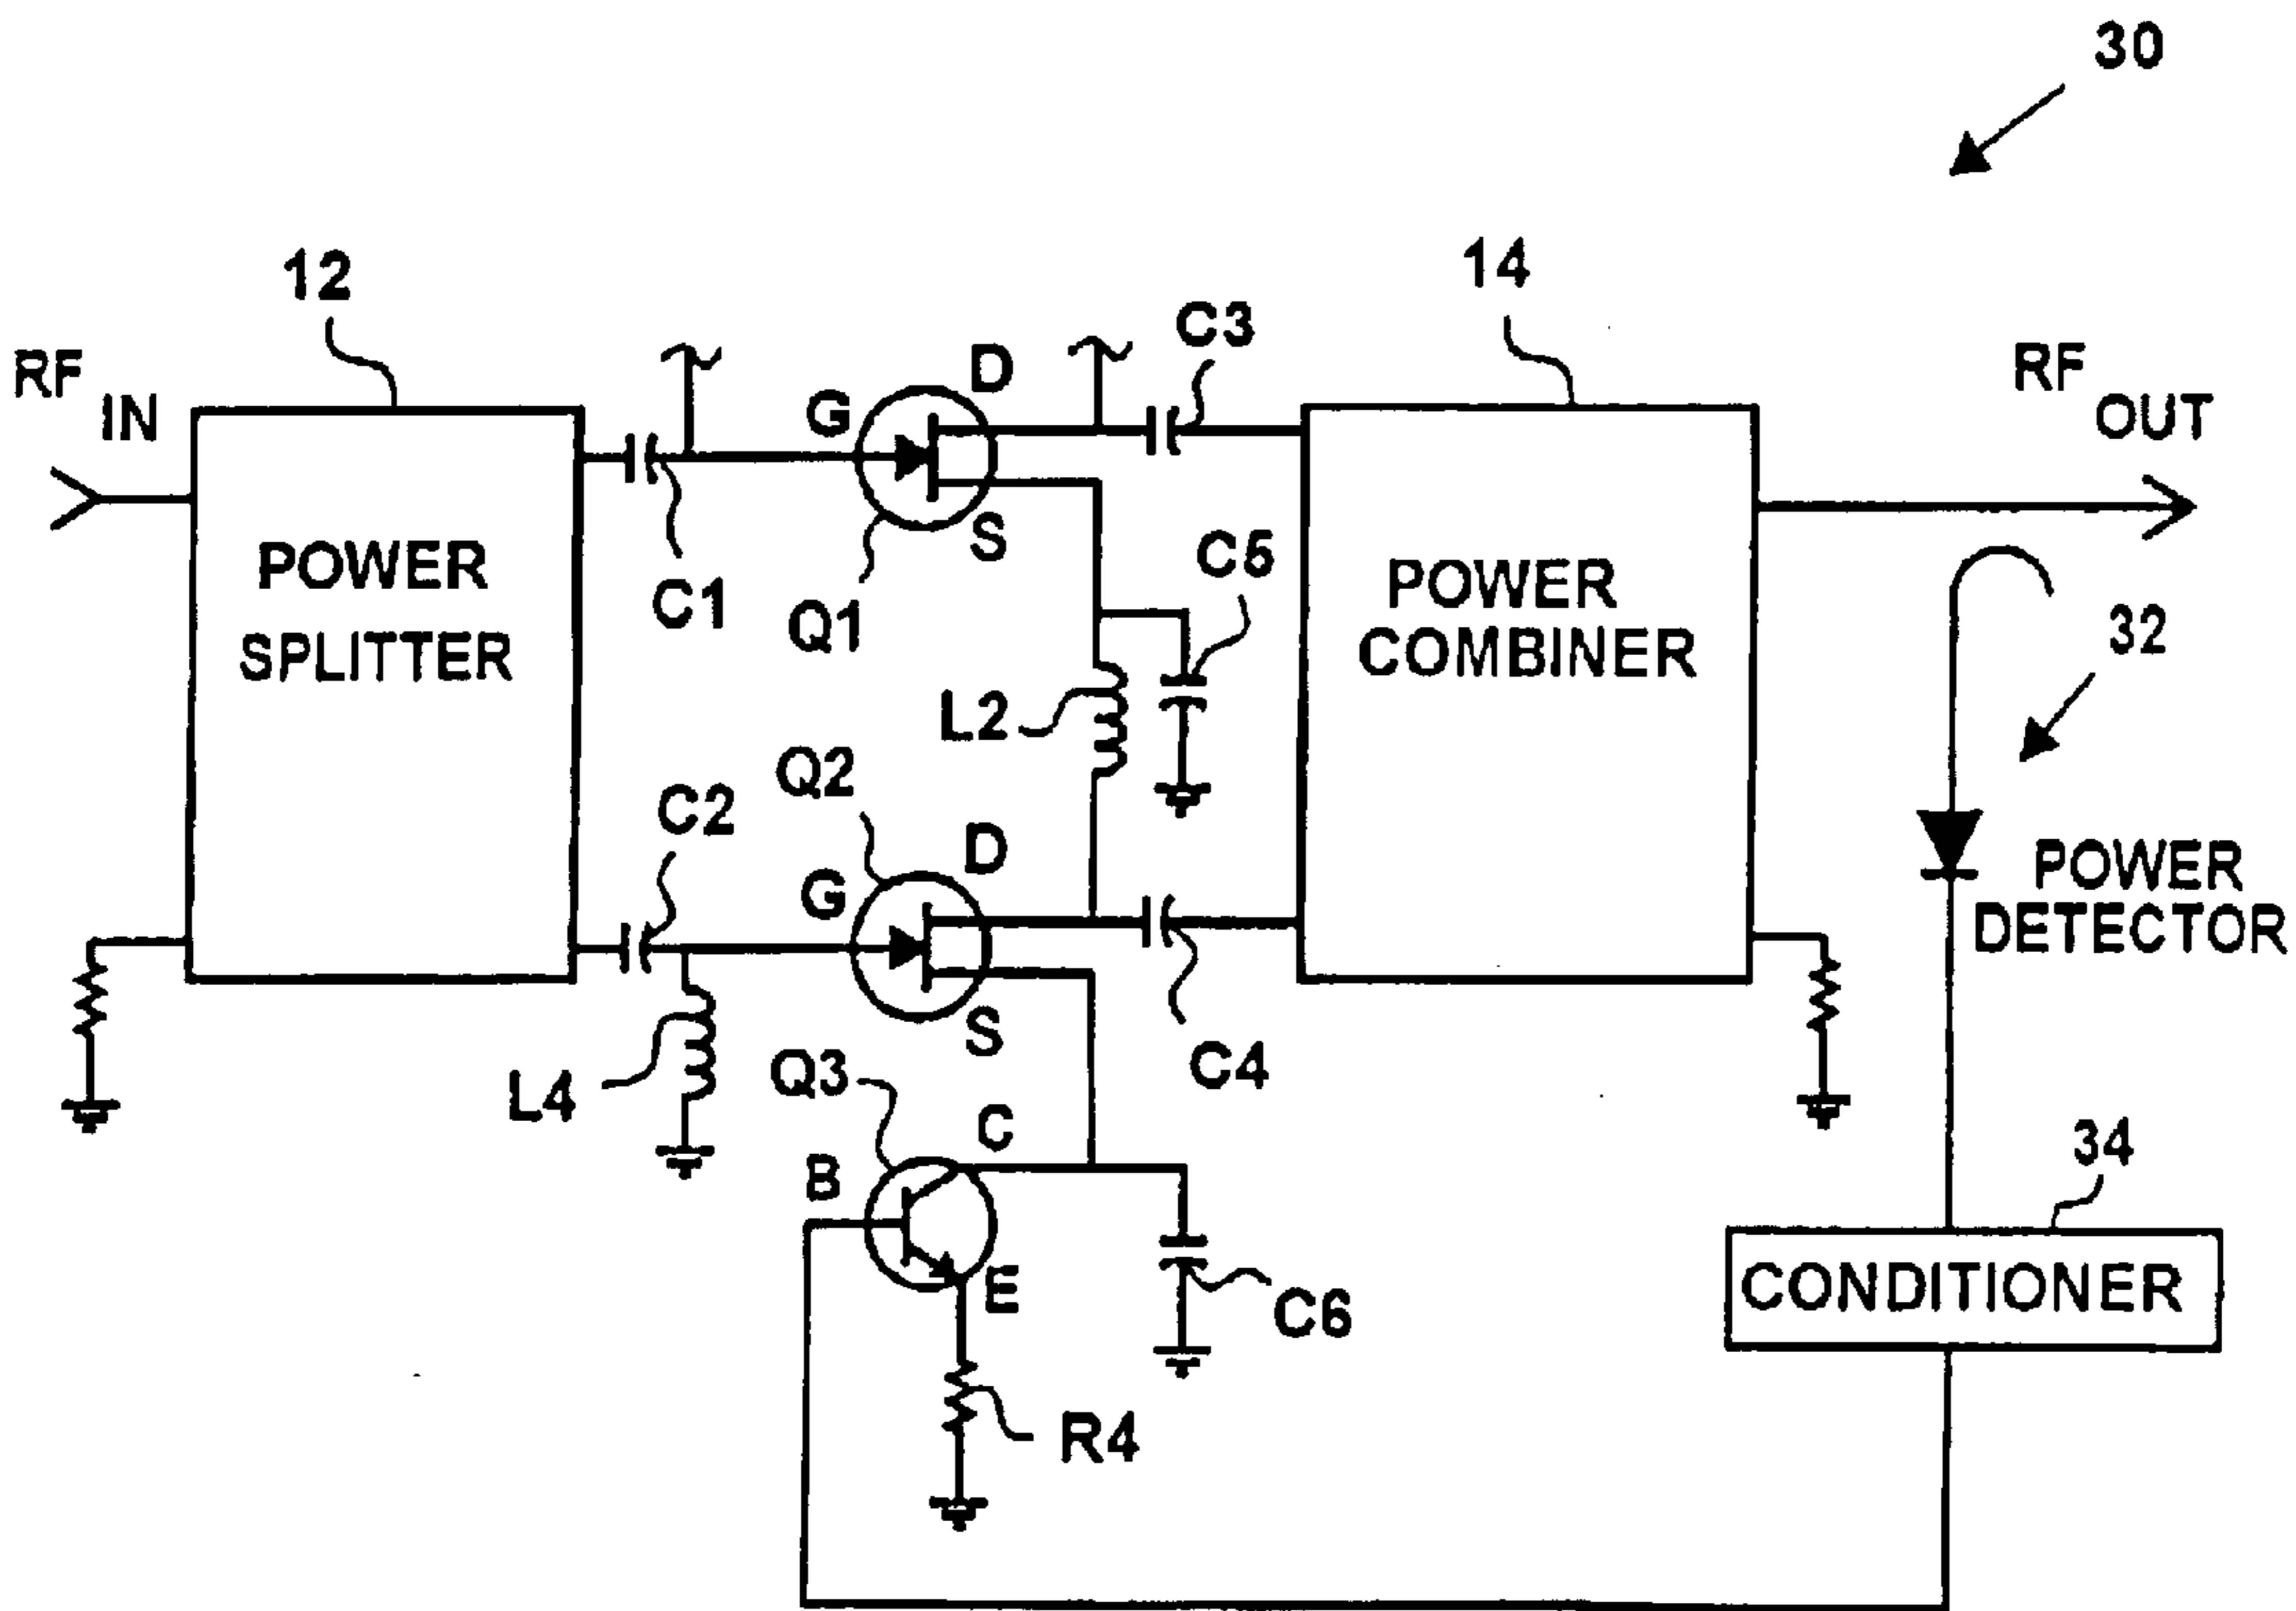 30
12
14
C3
RF IN
RF OUT
G
D
S
C1
Q1
C5
POWER
SPLITTER
POWER
COMBINER
32
L2
Q2
C2
G
D
S
C4
POWER
DETECTOR
L4
Q3
C
B
E
34
CONDITIONER
C6
R4